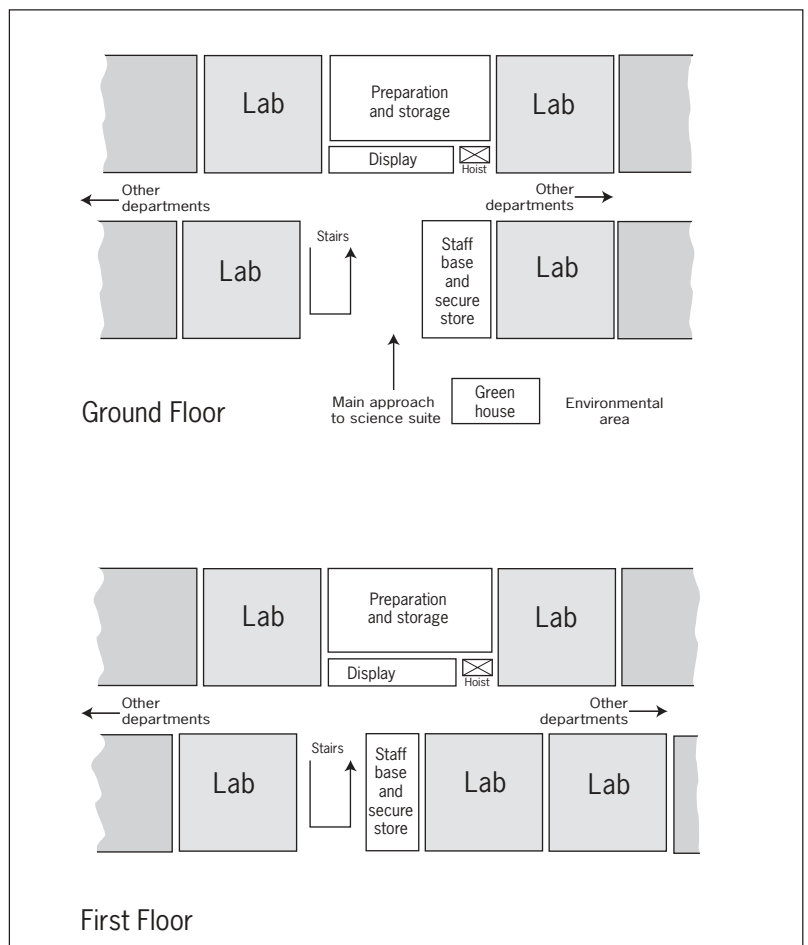 Lab
Preparation
and storage
Lab
Display
Hoist
Other
departments
Other
departments
Lab
Stairs
Staff
base
and
secure
store
Lab
Main approach
to science suite
Green
house
Environmental
area
Ground Floor
Lab
Preparation
and storage
Lab
Display
Hoist
Other
departments
Other
departments
Lab
Stairs
Staff
base
and
secure
store
Lab
Lab
First Floor